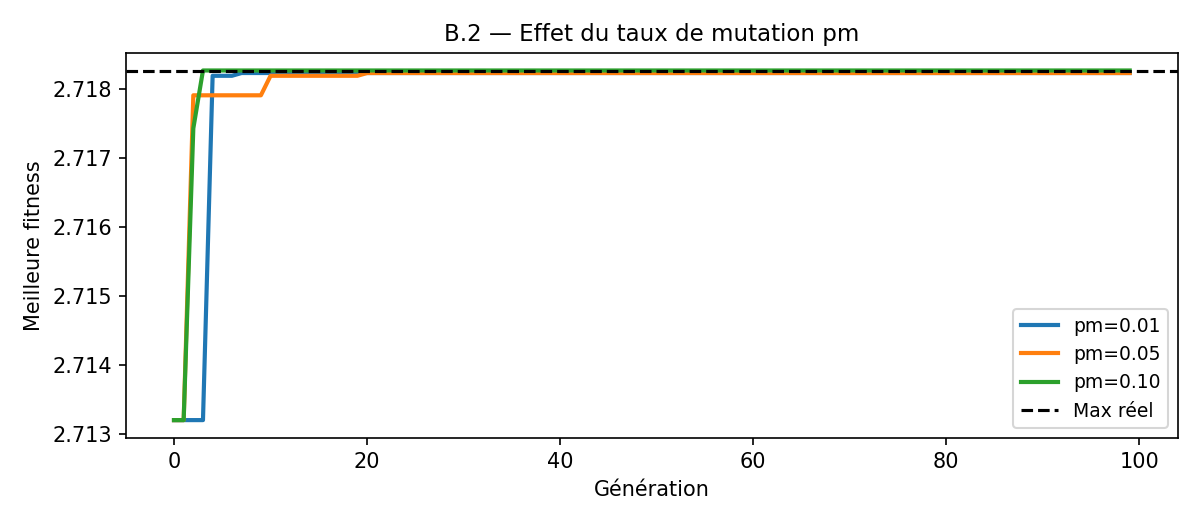 B.2 — Effet du taux de mutation pm
Meilleure fitness
2.718
2.717
2.716
2.715
2.714
2.713
0 20 40 60 80 100
Génération
pm=0.01
pm=0.05
pm=0.10
Max réel